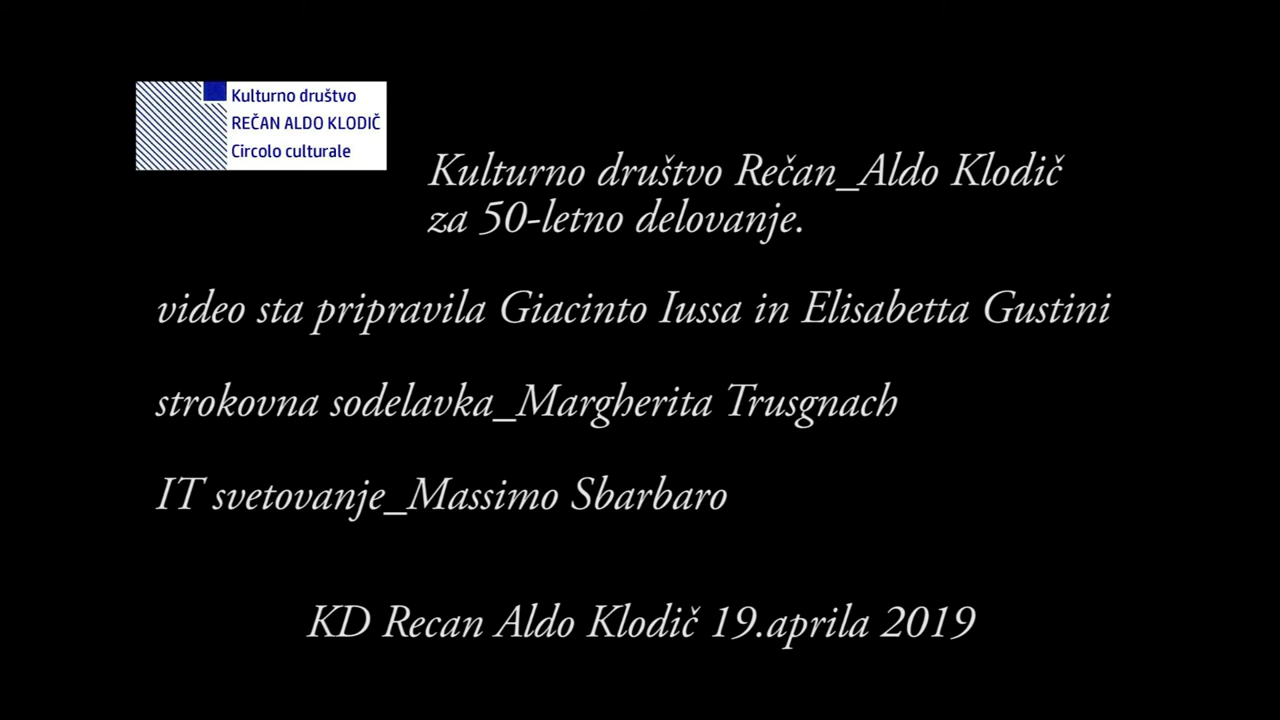 Kulturno društvo
REČAN ALDO KLODIČ
Circolo culturale
Kulturno društvo Rečan_Aldo Klodič
za 50-letno delovanje.
video sta pripravila Giacinto Iussa in Elisabetta Gustini
strokovna sodelavka_Margherita Trusgnach
IT svetovanje_Massimo Sbarbaro
KD Recan Aldo Klodič 19.aprila 2019